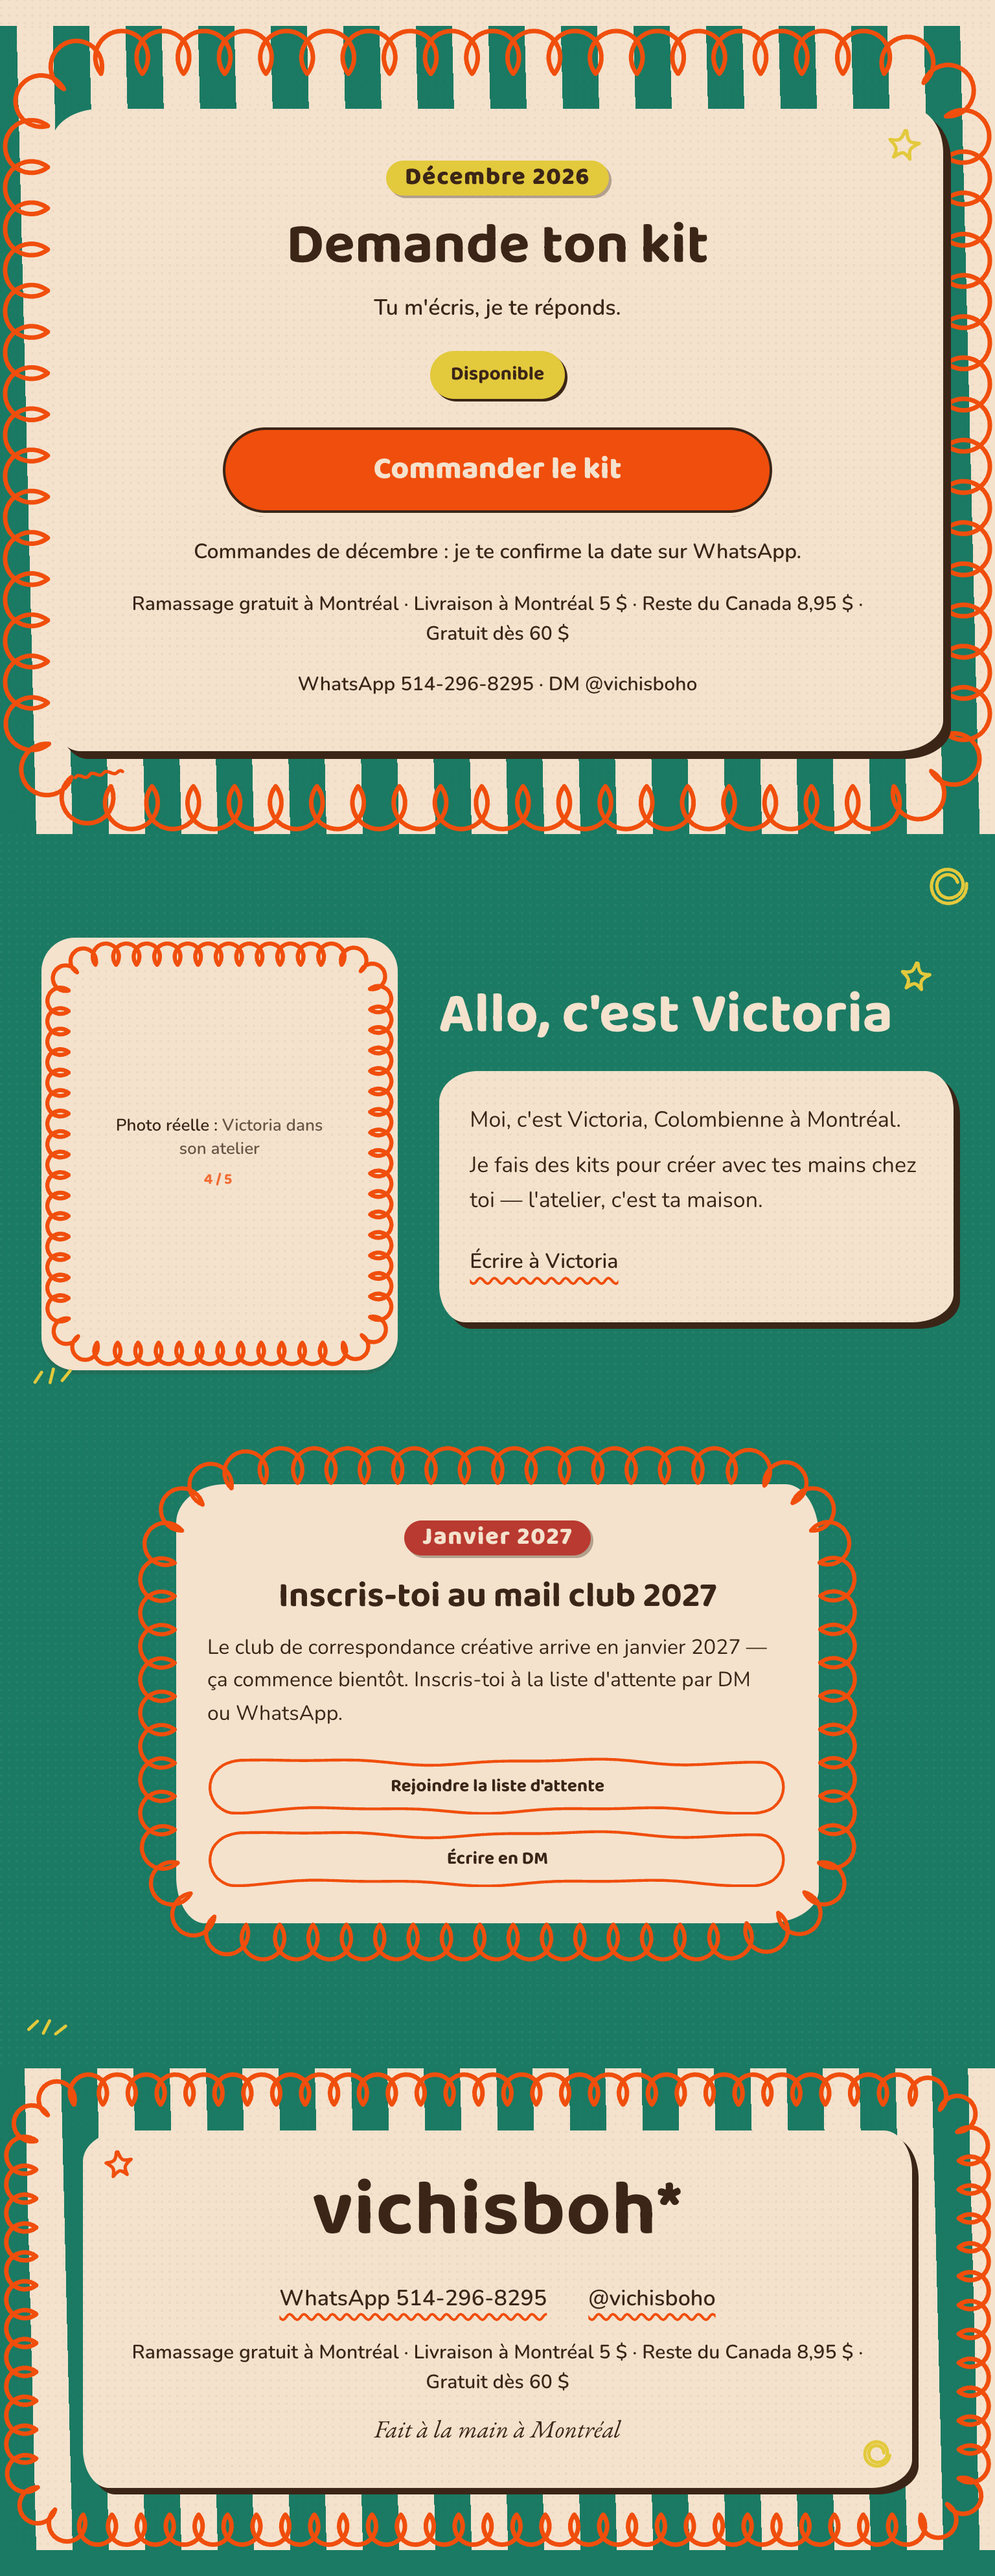 Décembre 2026
Demande ton kit
Tu m'écris, je te réponds.
Disponible
Commander le kit
Commandes de décembre : je te confirme la date sur WhatsApp.
Ramassage gratuit à Montréal · Livraison à Montréal 5 $ · Reste du Canada 8,95 $ ·
Gratuit dès 60 $
WhatsApp 514-296-8295 · DM @vichisboho
Allo, c'est Victoria
Photo réelle : Victoria dans
son atelier
4 / 5
Moi, c'est Victoria, Colombienne à Montréal.
Je fais des kits pour créer avec tes mains chez
toi — l'atelier, c'est ta maison.
Écrire à Victoria
Janvier 2027
Inscris-toi au mail club 2027
Le club de correspondance créative arrive en janvier 2027 —
ça commence bientôt. Inscris-toi à la liste d'attente par DM
ou WhatsApp.
Rejoindre la liste d'attente
Écrire en DM
vichisboh*
WhatsApp 514-296-8295 @vichisboho
Ramassage gratuit à Montréal · Livraison à Montréal 5 $ · Reste du Canada 8,95 $ ·
Gratuit dès 60 $
Fait à la main à Montréal